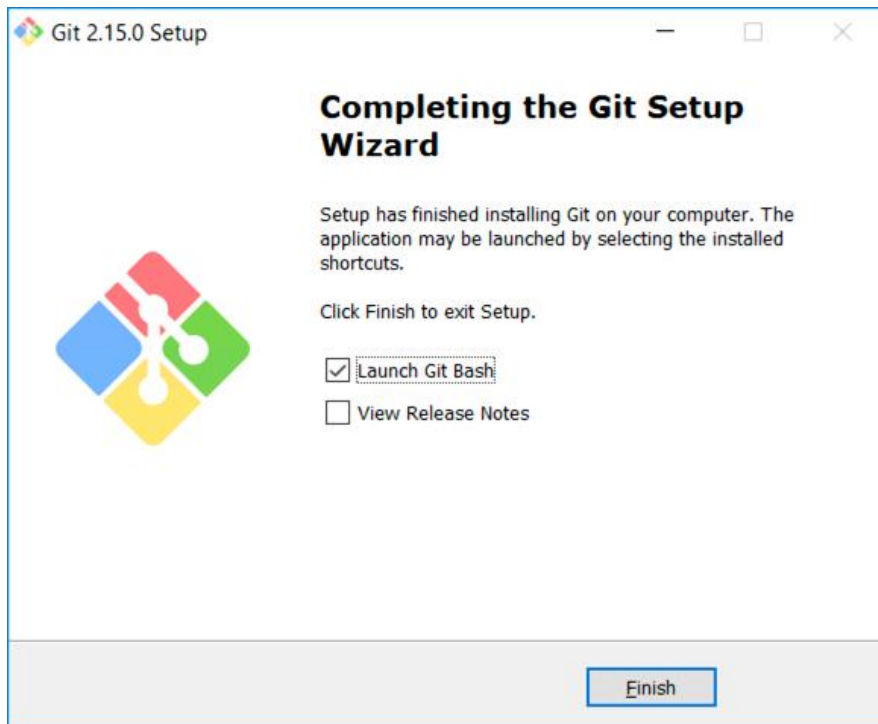 Git 2.15.0 Setup
Completing the Git Setup
Wizard
Setup has finished installing Git on your computer. The
application may be launched by selecting the installed
shortcuts.
Click Finish to exit Setup.
Launch Git Bash
View Release Notes
Finish